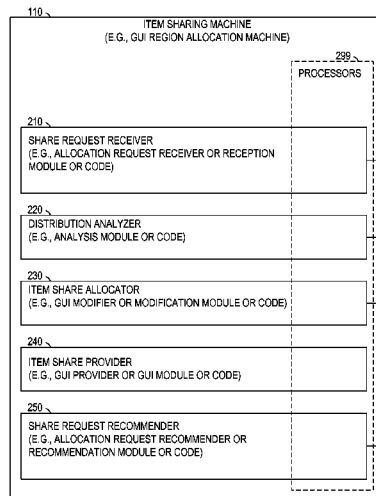 110
ITEM SHARING MACHINE
(E.G., GUI REGION ALLOCATION MACHINE)
299
PROCESSORS
210
SHARE REQUEST RECEIVER
(E.G., ALLOCATION REQUEST RECEIVER OR RECEPTION
MODULE OR CODE)
220
DISTRIBUTION ANALYZER
(E.G., ANALYSIS MODULE OR CODE)
230
ITEM SHARE ALLOCATOR
(E.G., GUI MODIFIER OR MODIFICATION MODULE OR CODE)
240
ITEM SHARE PROVIDER
(E.G., GUI PROVIDER OR GUI MODULE OR CODE)
250
SHARE REQUEST RECOMMENDER
(E.G., ALLOCATION REQUEST RECOMMENDER OR
RECOMMENDATION MODULE OR CODE)